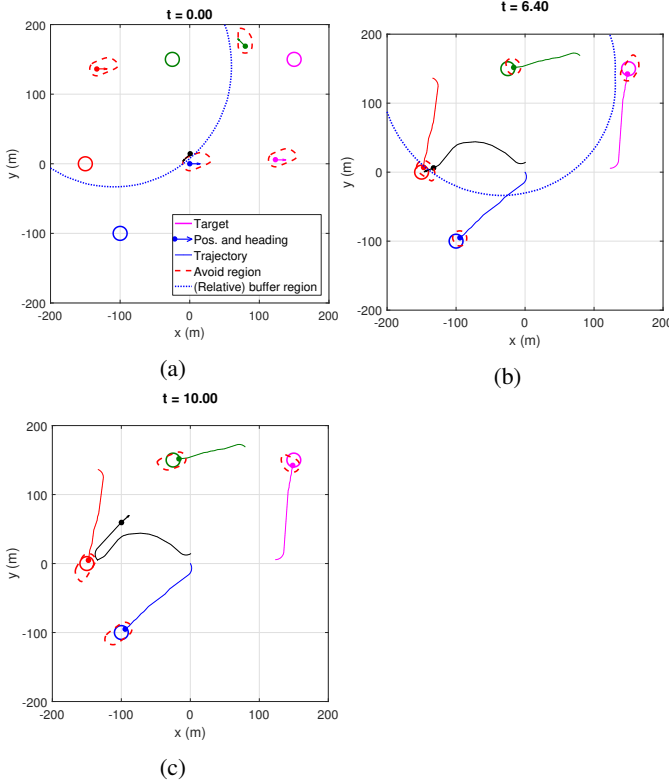 t = 0.00
200
100
0
-100
-200
y (m)
-200 -100 0 100 200
x (m)
Target
Pos. and heading
Trajectory
Avoid region
(Relative) buffer region
(a)
t = 6.40
200
100
0
-100
-200
y (m)
-200 -100 0 100 200
x (m)
(b)
t = 10.00
200
100
0
-100
-200
y (m)
-200 -100 0 100 200
x (m)
(c)